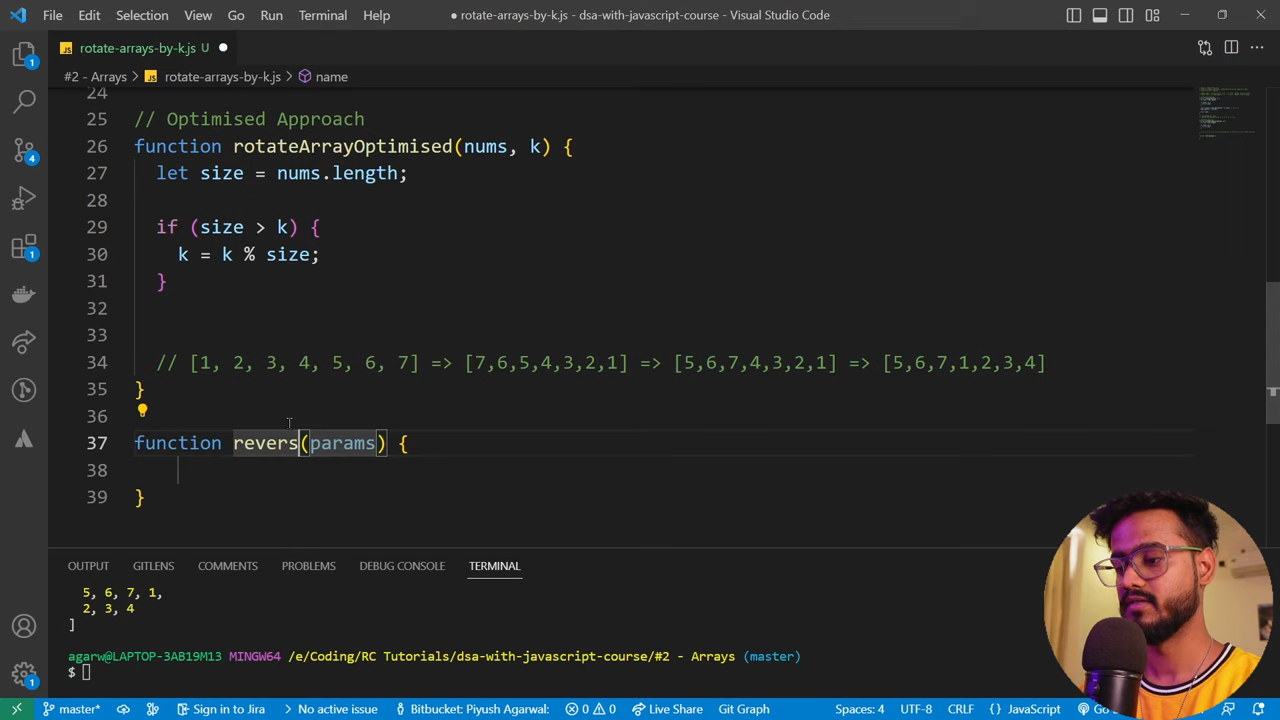 File Edit Selection View Go Run Terminal Help ● rotate-arrays-by-k.js - dsa-with-javascript-course - Visual Studio Code
JS rotate-arrays-by-k.js U
#2 - Arrays > JS rotate-arrays-by-k.js > name
24
25 // Optimised Approach
26 function rotateArrayOptimised(nums, k) {
27 let size = nums.length;
28
29 if (size > k) {
30 k = k % size;
31 }
32
33
34 // [1, 2, 3, 4, 5, 6, 7] => [7,6,5,4,3,2,1] => [5,6,7,4,3,2,1] => [5,6,7,1,2,3,4]
35 }
36
37 function revers(params) {
38
39 }
1
4
1
1
OUTPUT GITLENS COMMENTS PROBLEMS DEBUG CONSOLE TERMINAL
5, 6, 7, 1,
2, 3, 4
]
agarw@LAPTOP-3AB19M13 MINGW64 /e/Coding/RC Tutorials/dsa-with-javascript-course/#2 - Arrays (master)
$
master* Sign in to Jira No active issue Bitbucket: Piyush Agarwal: 0 0 Live Share Git Graph Spaces: 4 UTF-8 CRLF {} JavaScript